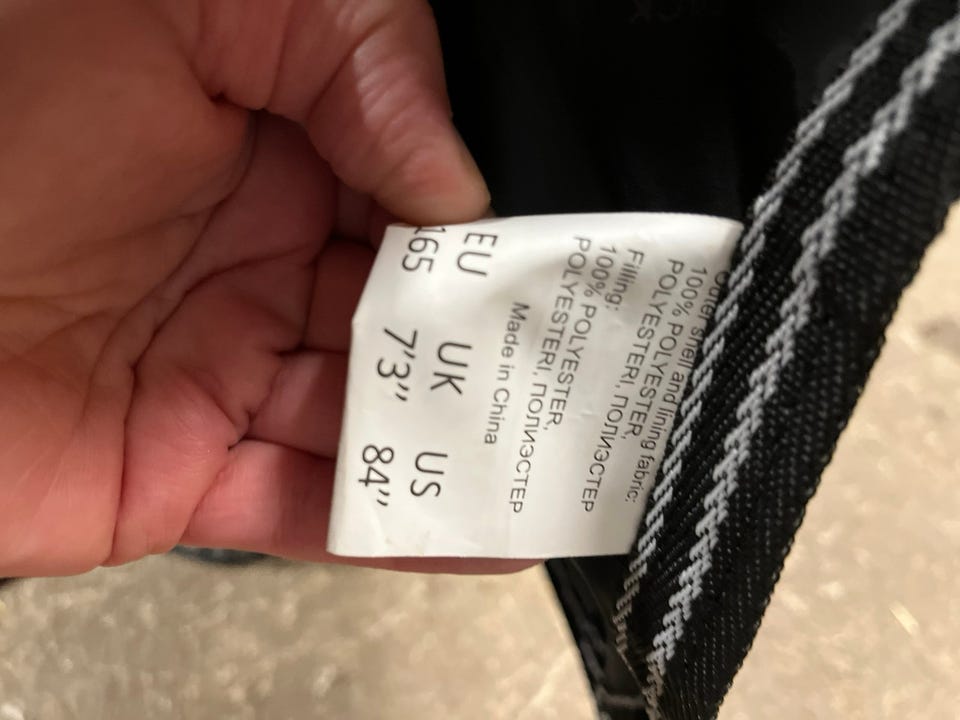 Outer shell and lining fabric:
100% POLYESTER,
POLYESTERI, ПОЛИЭСТЕР
Filling:
100% POLYESTER,
POLYESTERI, ПОЛИЭСТЕР
Made in China
EU UK US
165 7'3" 84"